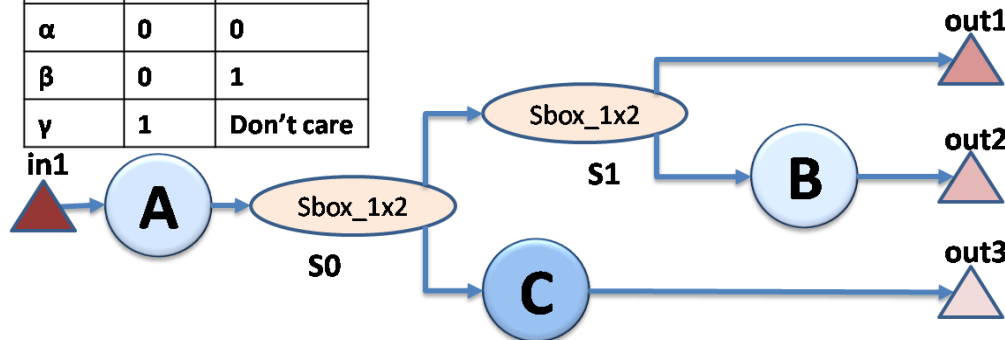 α 0 0
β 0 1
γ 1 Don't care
in1
A
Sbox_1x2
S0
Sbox_1x2
S1
B
C
out1
out2
out3